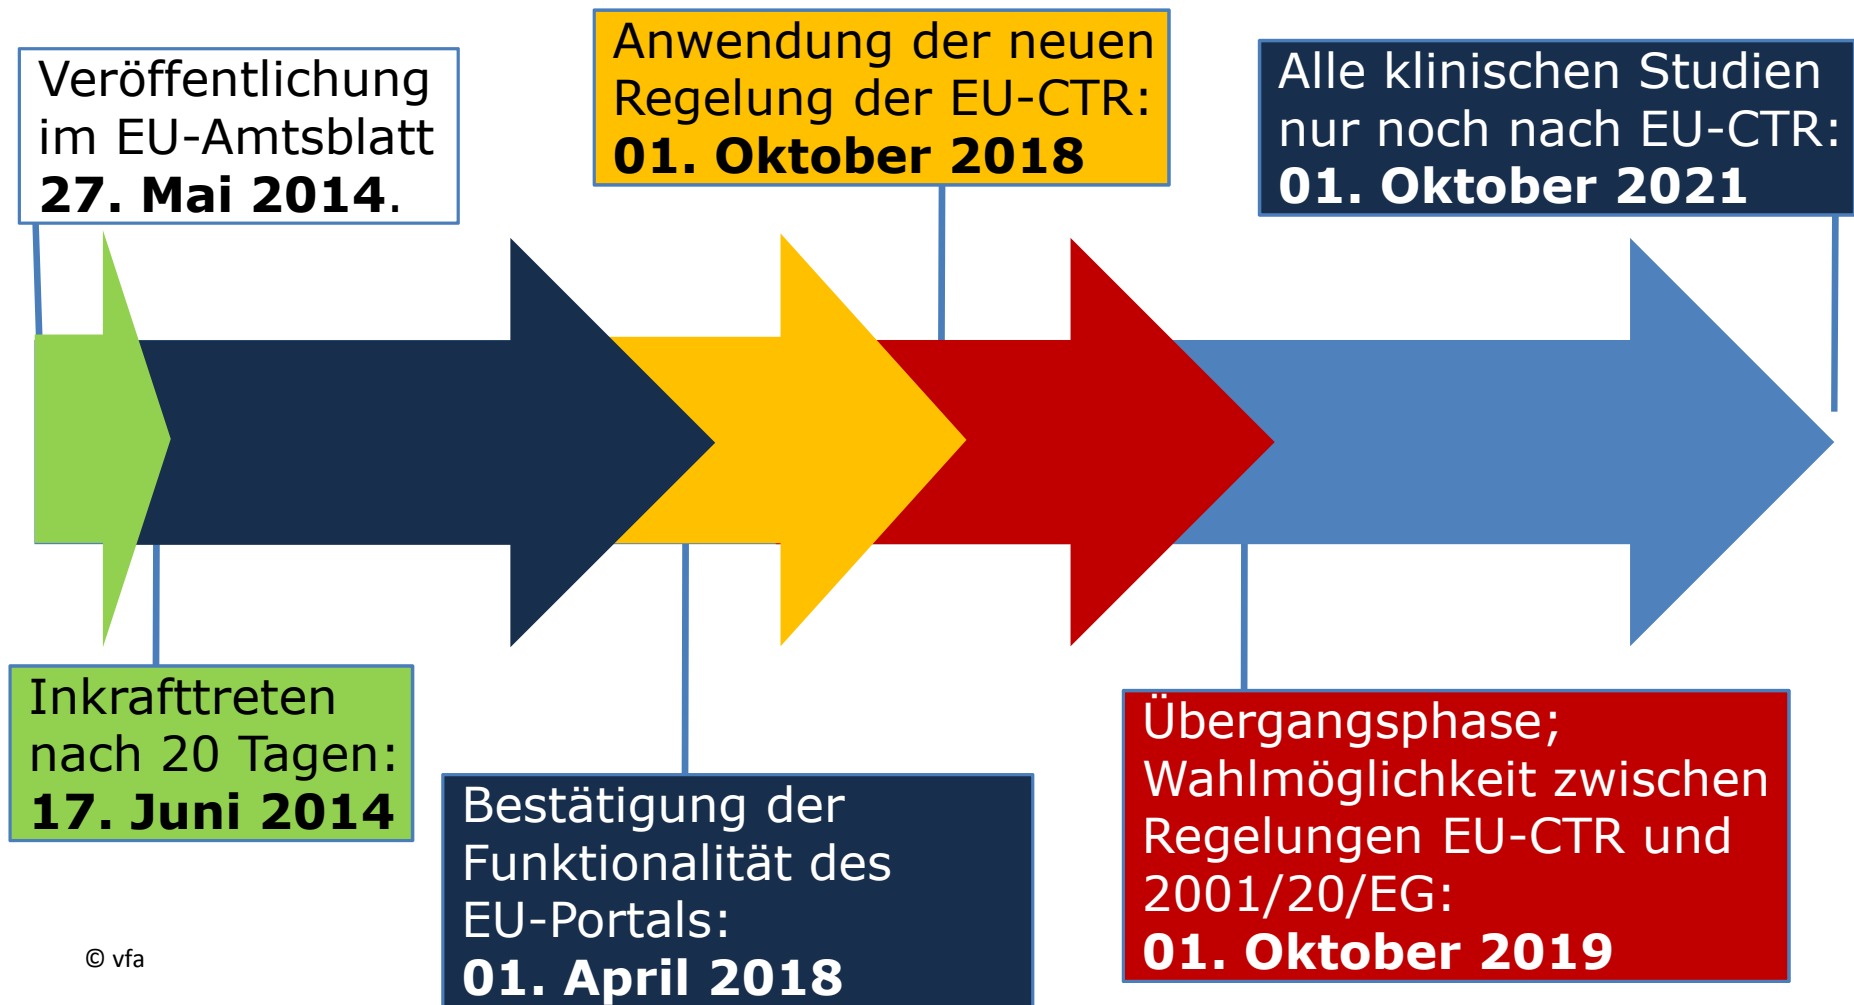 Veröffentlichung
im EU-Amtsblatt
27. Mai 2014.
Anwendung der neuen
Regelung der EU-CTR:
01. Oktober 2018
Alle klinischen Studien
nur noch nach EU-CTR:
01. Oktober 2021
Inkrafttreten
nach 20 Tagen:
17. Juni 2014
Bestätigung der
Funktionalität des
EU-Portals:
01. April 2018
Übergangsphase;
Wahlmöglichkeit zwischen
Regelungen EU-CTR und
2001/20/EG:
01. Oktober 2019
© vfa